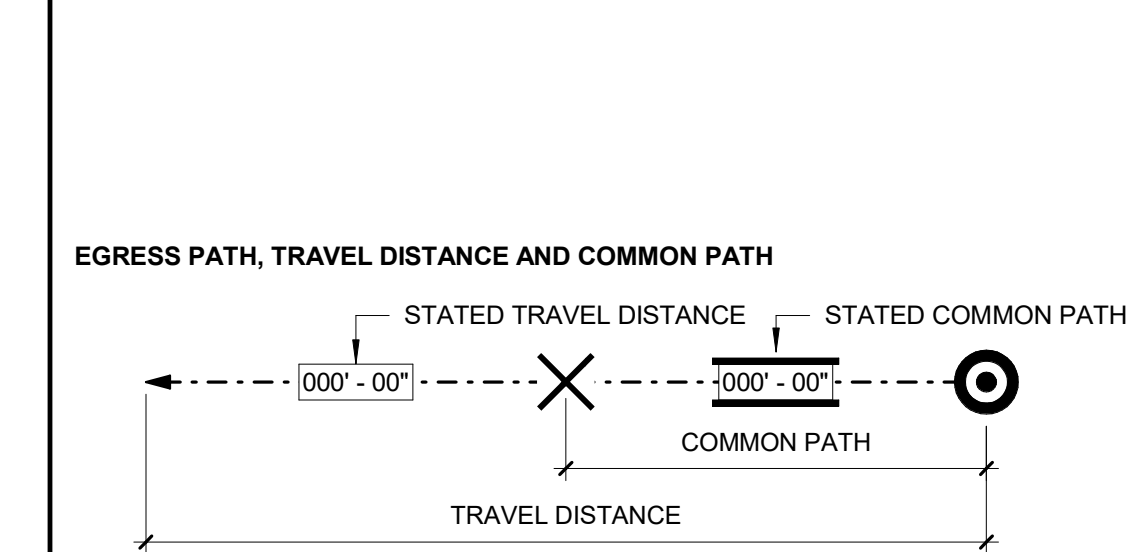 EGRESS PATH, TRAVEL DISTANCE AND COMMON PATH
STATED TRAVEL DISTANCE
STATED COMMON PATH
000' - 00"
000' - 00"
COMMON PATH
TRAVEL DISTANCE